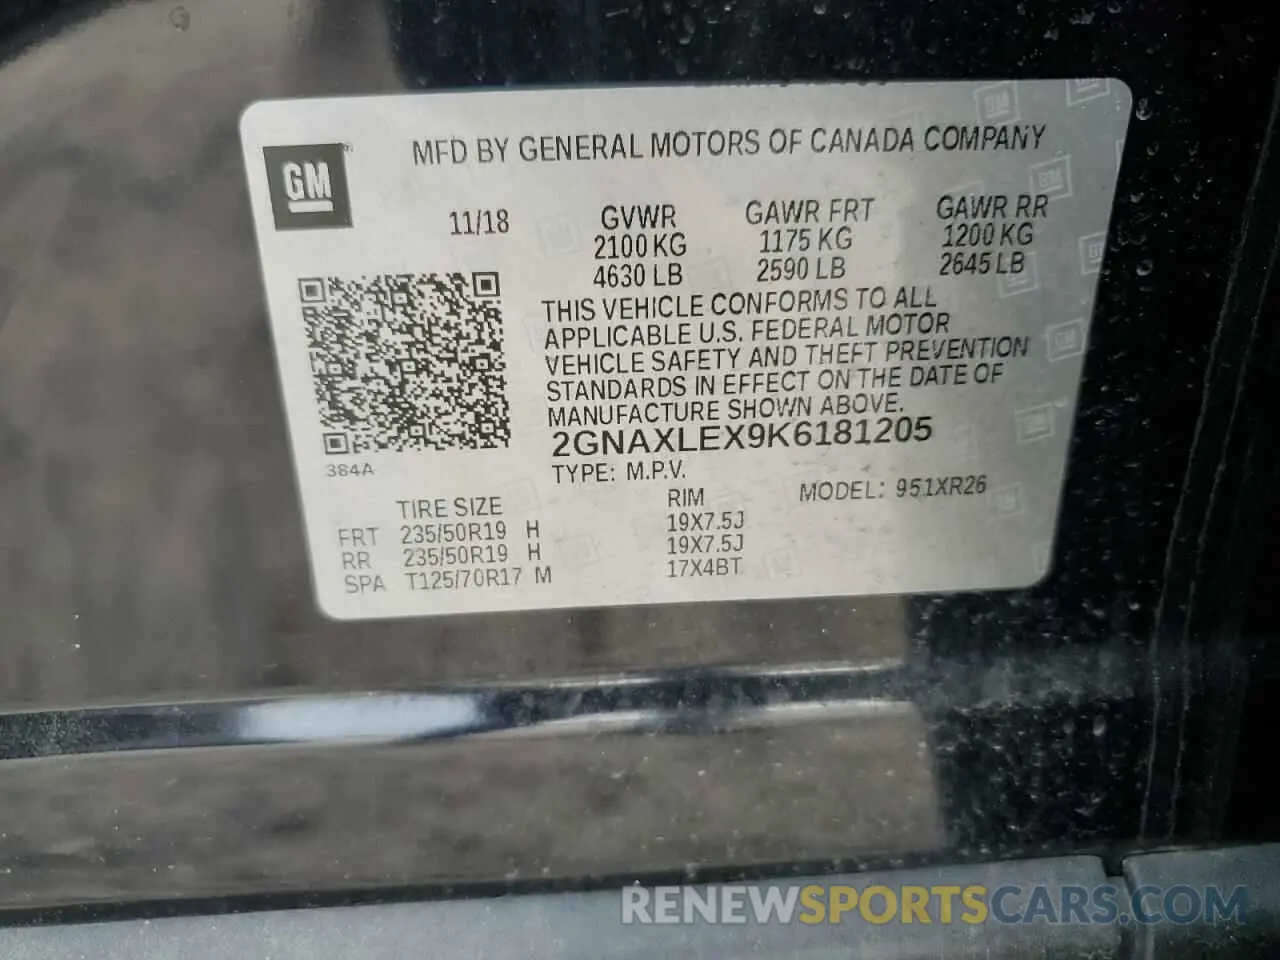 GM
MFD BY GENERAL MOTORS OF CANADA COMPANY
11/18 GVWR GAWR FRT GAWR RR
2100 KG 1175 KG 1200 KG
4630 LB 2590 LB 2645 LB
THIS VEHICLE CONFORMS TO ALL
APPLICABLE U.S. FEDERAL MOTOR
VEHICLE SAFETY AND THEFT PREVENTION
STANDARDS IN EFFECT ON THE DATE OF
MANUFACTURE SHOWN ABOVE.
2GNAXLEX9K6181205
384A
TYPE: M.P.V.
MODEL: 951XR26
TIRE SIZE RIM
FRT 235/50R19 H 19X7.5J
RR 235/50R19 H 19X7.5J
SPA T125/70R17 M 17X4BT
RENEWSPORTSCARS.COM